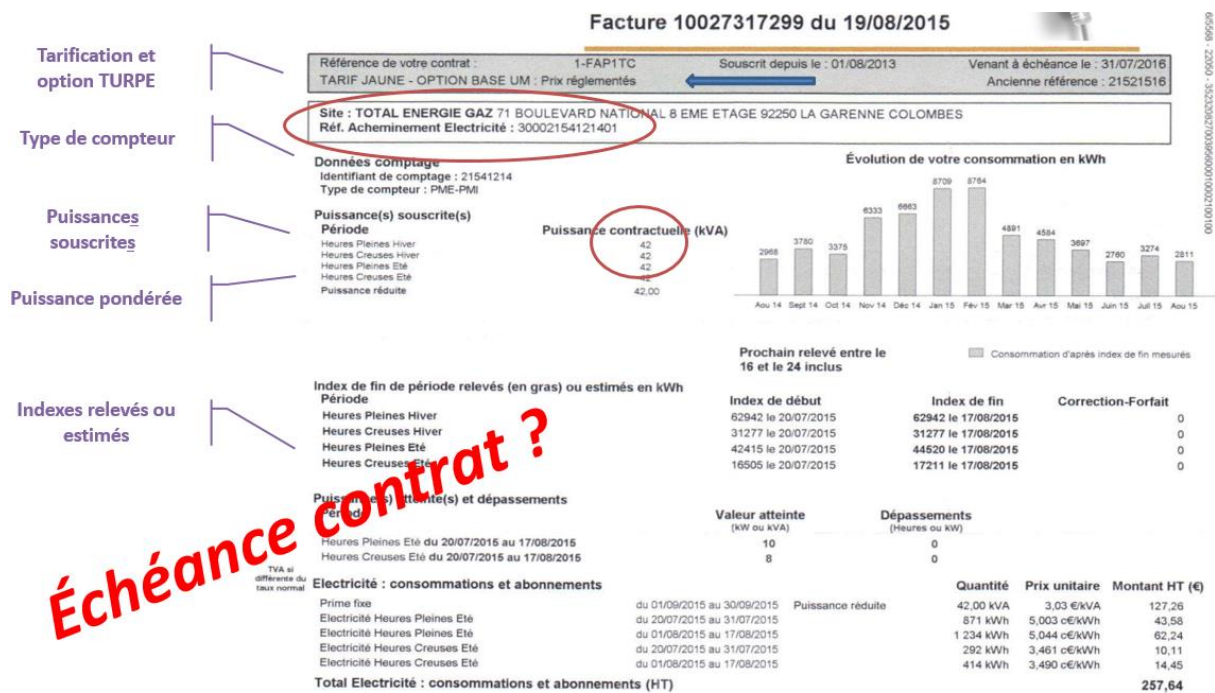 Facture 10027317299 du 19/08/2015
Tarification et
option TURPE
Référence de votre contrat : 1-FAP1TC Souscrit depuis le : 01/08/2013 Venant à échéance le : 31/07/2016
TARIF JAUNE - OPTION BASE UM : Prix réglementés Ancienne référence : 21521516
Site : TOTAL ENERGIE GAZ 71 BOULEVARD NATIONAL 8 EME ETAGE 92250 LA GARENNE COLOMBES
Réf. Acheminement Electricité : 30002154121401
Type de compteur
Données comptage
Identifiant de comptage : 21541214
Type de compteur : PME-PMI
Évolution de votre consommation en kWh
2968 3780 3375 6333 6663 8709 8764 4891 4584 3697 2760 3274 2811
Aou 14 Sept 14 Oct 14 Nov 14 Déc 14 Jan 15 Fév 15 Mar 15 Avr 15 Mai 15 Juin 15 Juil 15 Aou 15
Puissances
souscrites
Puissance(s) souscrite(s)
Période Puissance contractuelle (kVA)
Heures Pleines Hiver 42
Heures Creuses Hiver 42
Heures Pleines Eté 42
Heures Creuses Eté 42
Puissance réduite 42,00
Puissance pondérée
Prochain relevé entre le
16 et le 24 inclus
Consommation d'après index de fin mesurés
Indexes relevés ou
estimés
Index de fin de période relevés (en gras) ou estimés en kWh
Période Index de début Index de fin Correction-Forfait
Heures Pleines Hiver 62942 le 20/07/2015 62942 le 17/08/2015 0
Heures Creuses Hiver 31277 le 20/07/2015 31277 le 17/08/2015 0
Heures Pleines Eté 42415 le 20/07/2015 44520 le 17/08/2015 0
Heures Creuses Eté 16505 le 20/07/2015 17211 le 17/08/2015 0
Échéance contrat ?
Puissance(s) atteinte(s) et dépassements
Période Valeur atteinte Dépassements
(kW ou kVA) (Heures ou kW)
Heures Pleines Eté du 20/07/2015 au 17/08/2015 10 0
Heures Creuses Eté du 20/07/2015 au 17/08/2015 8 0
TVA si
différente du
taux normal
Electricité : consommations et abonnements Quantité Prix unitaire Montant HT (€)
Prime fixe du 01/09/2015 au 30/09/2015 Puissance réduite 42,00 kVA 3,03 €/kVA 127,26
Electricité Heures Pleines Eté du 20/07/2015 au 31/07/2015 871 kWh 5,003 c€/kWh 43,58
Electricité Heures Pleines Eté du 01/08/2015 au 17/08/2015 1 234 kWh 5,044 c€/kWh 62,24
Electricité Heures Creuses Eté du 20/07/2015 au 31/07/2015 292 kWh 3,461 c€/kWh 10,11
Electricité Heures Creuses Eté du 01/08/2015 au 17/08/2015 414 kWh 3,490 c€/kWh 14,45
Total Electricité : consommations et abonnements (HT) 257,64